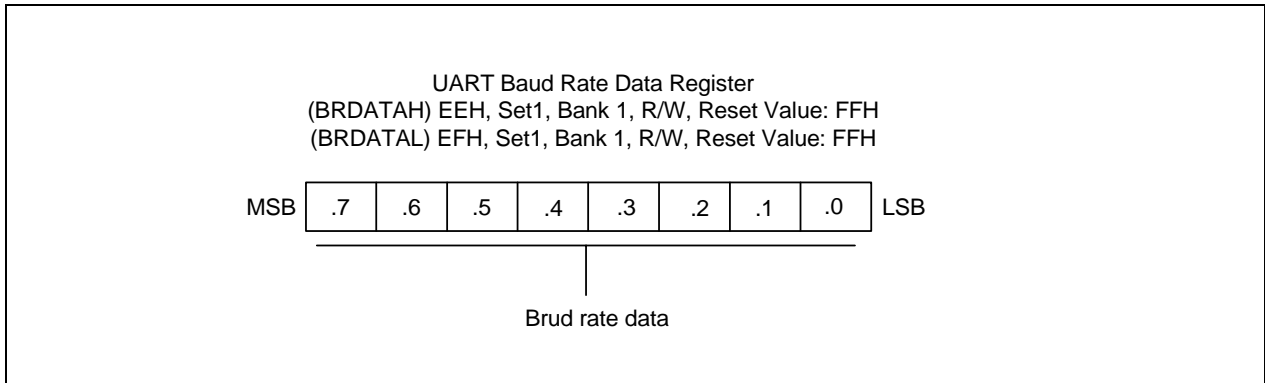 UART Baud Rate Data Register
(BRDATAH) EEH, Set1, Bank 1, R/W, Reset Value: FFH
(BRDATAL) EFH, Set1, Bank 1, R/W, Reset Value: FFH
MSB .7 .6 .5 .4 .3 .2 .1 .0 LSB
Brud rate data